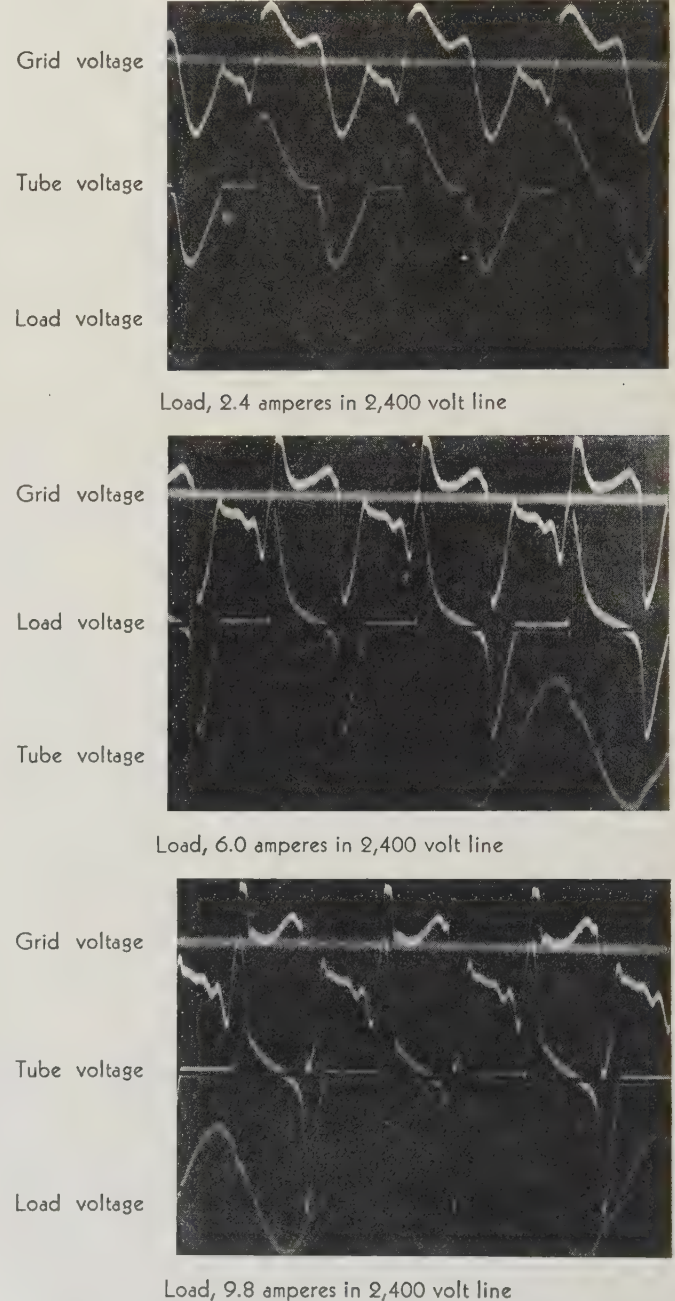 Grid voltage
Tube voltage
Load voltage
Load, 2.4 amperes in 2,400 volt line
Grid voltage
Load voltage
Tube voltage
Load, 6.0 amperes in 2,400 volt line
Grid voltage
Tube voltage
Load voltage
Load, 9.8 amperes in 2,400 volt line